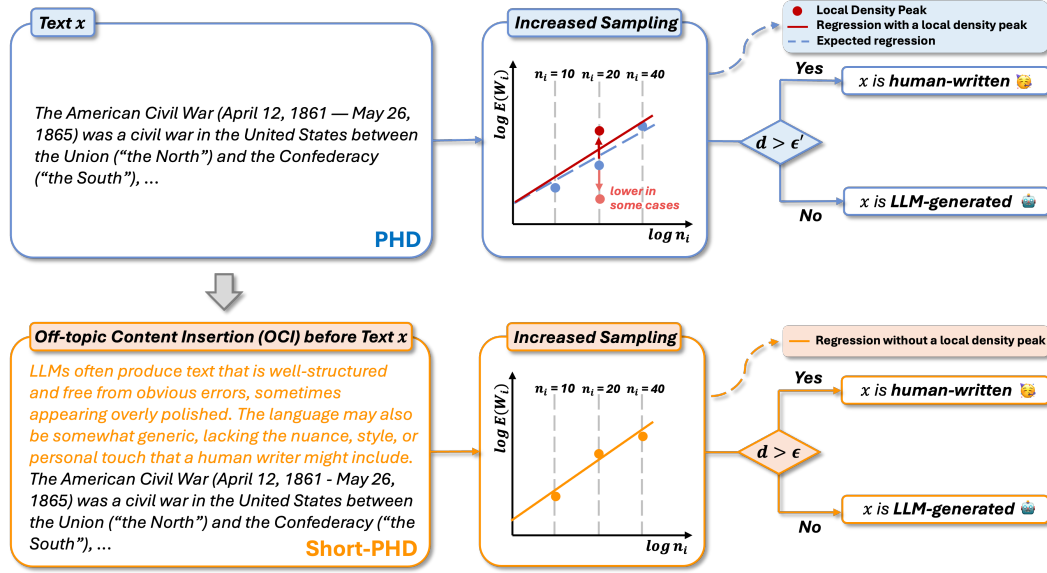 Text x
The American Civil War (April 12, 1861 — May 26,
1865) was a civil war in the United States between
the Union (“the North”) and the Confederacy
(“the South”), ...
PHD
Increased Sampling
n_i = 10 n_i = 20 n_i = 40
log E(W_i)
lower in
some cases
log n_i
Local Density Peak
Regression with a local density peak
Expected regression
d > ϵ′
Yes
x is human-written 🥳
No
x is LLM-generated 🤖
Off-topic Content Insertion (OCI) before Text x
LLMs often produce text that is well-structured
and free from obvious errors, sometimes
appearing overly polished. The language may also
be somewhat generic, lacking the nuance, style, or
personal touch that a human writer might include.
The American Civil War (April 12, 1861 - May 26,
1865) was a civil war in the United States between
the Union (“the North”) and the Confederacy (“the
South”), ...
Short-PHD
Increased Sampling
n_i = 10 n_i = 20 n_i = 40
log E(W_i)
log n_i
Regression without a local density peak
d > ϵ
Yes
x is human-written 🥳
No
x is LLM-generated 🤖